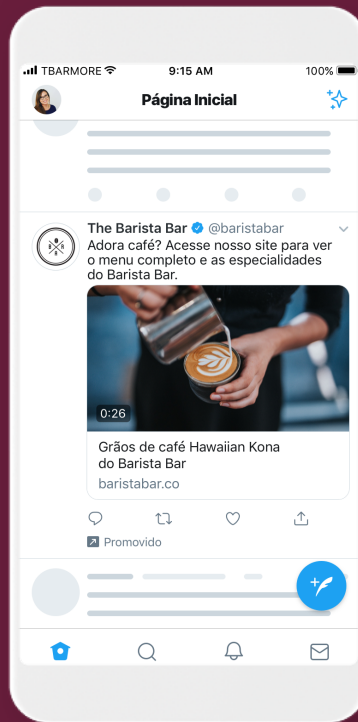 TBARMORE 9:15 AM 100%
Página Inicial
The Barista Bar @baristabar
Adora café? Acesse nosso site para ver
o menu completo e as especialidades
do Barista Bar.
0:26
Grãos de café Hawaiian Kona
do Barista Bar
baristabar.co
Promovido